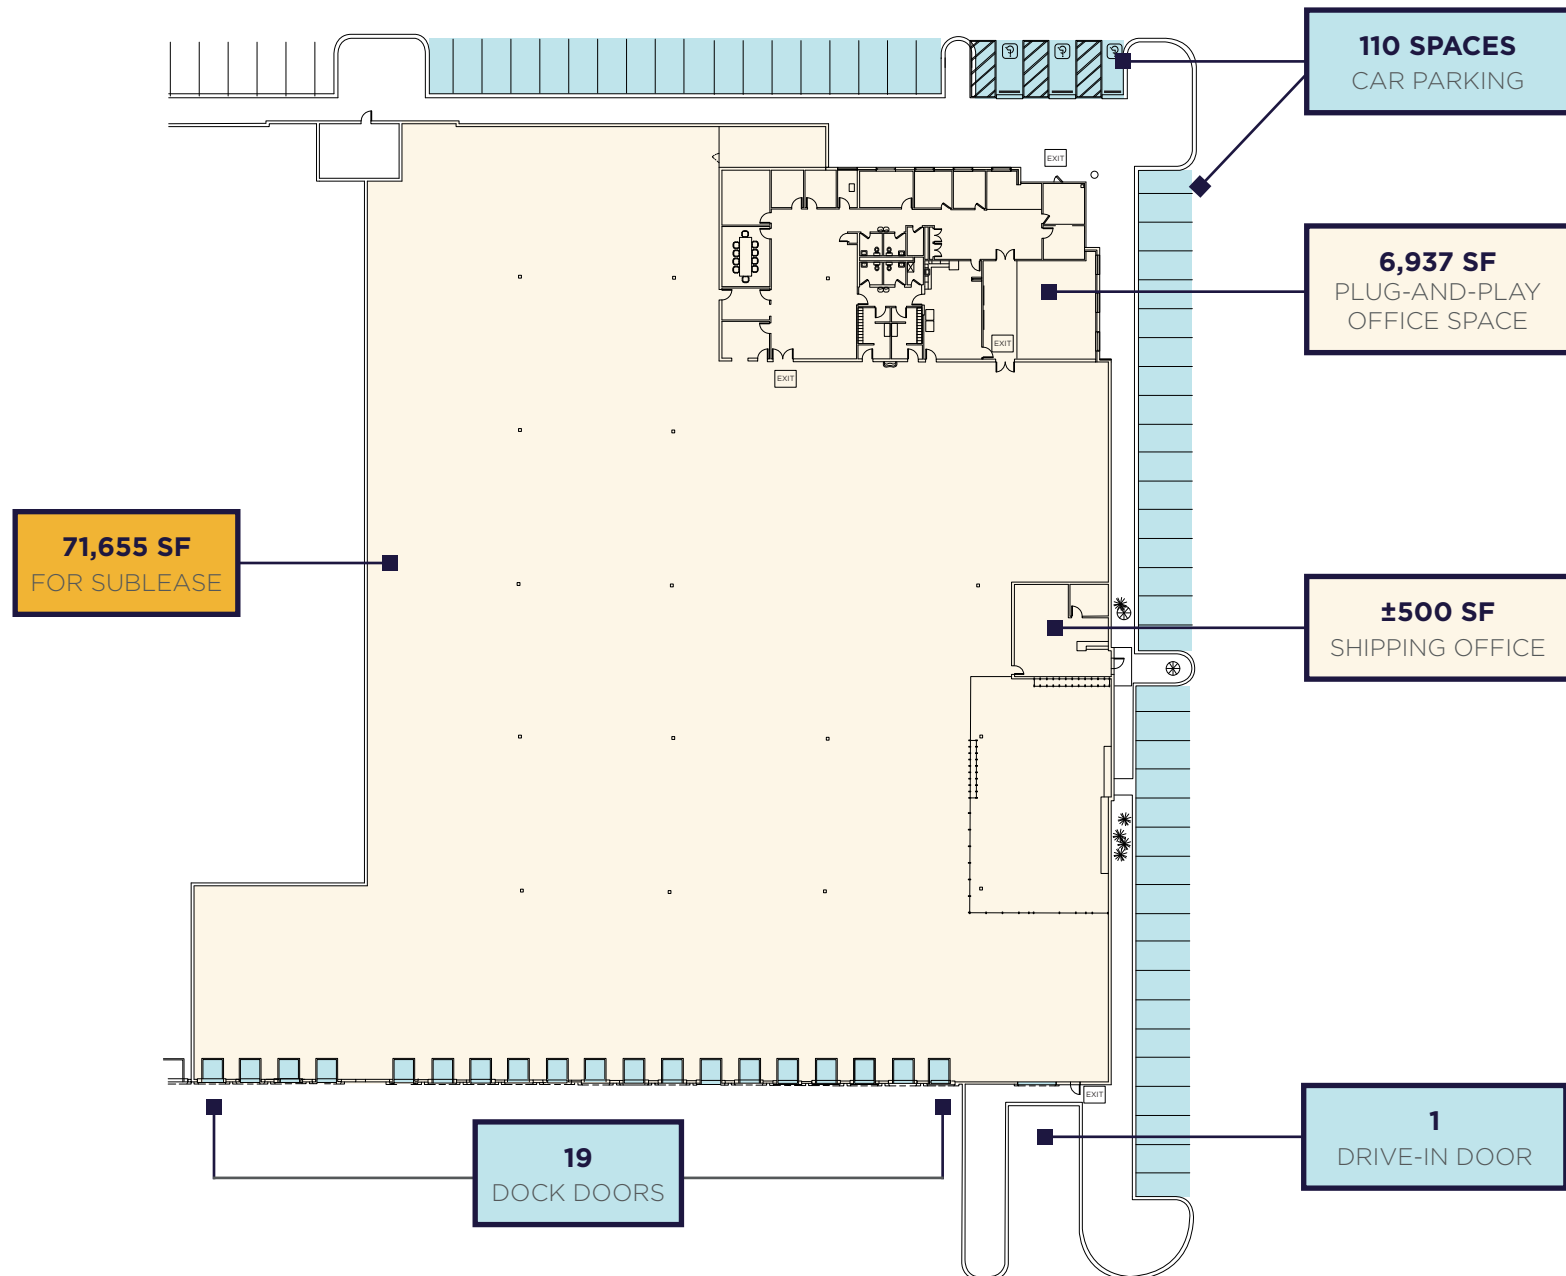 110 SPACES
CAR PARKING
EXIT
6,937 SF
PLUG-AND-PLAY
OFFICE SPACE
EXIT
EXIT
71,655 SF
FOR SUBLEASE
±500 SF
SHIPPING OFFICE
EXIT
1
DRIVE-IN DOOR
19
DOCK DOORS